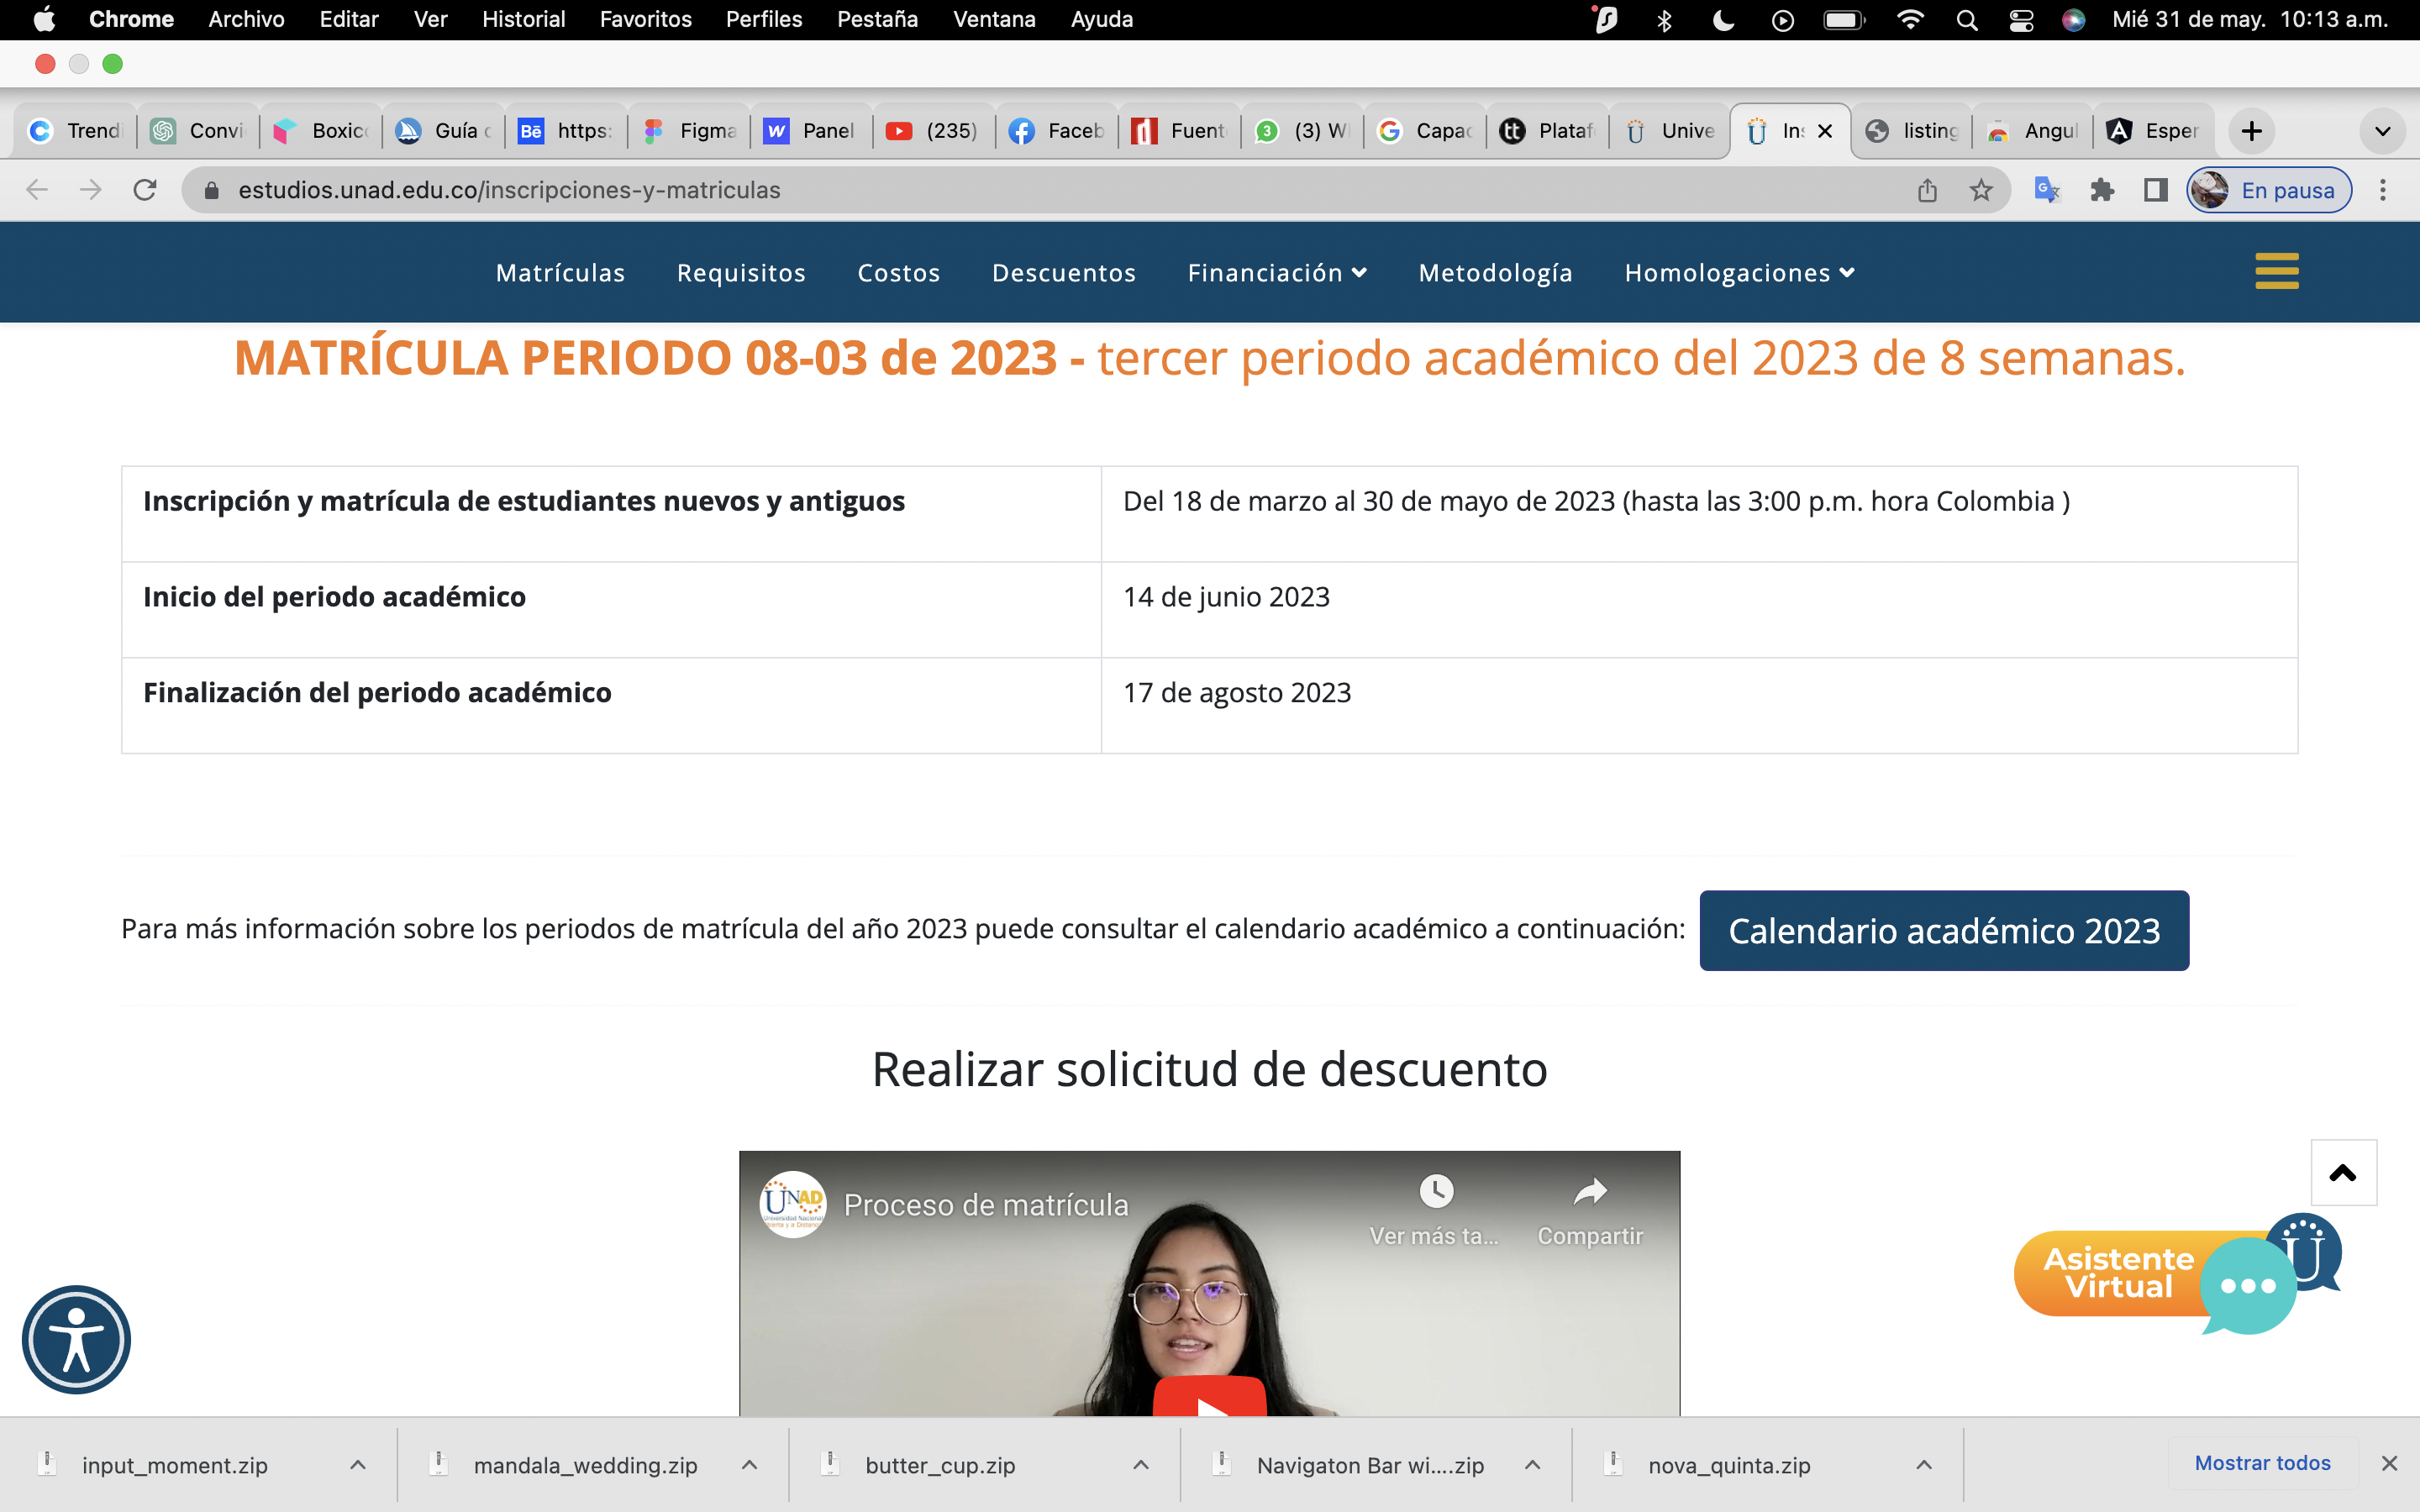 Chrome Archivo Editar Ver Historial Favoritos Perfiles Pestaña Ventana Ayuda Mié 31 de may. 10:13 a.m.
Trendi Convi Boxico Guía https: Figma Panel (235) Faceb Fuent (3) W Capac Plataf Unive Ins listing Angul Esper
estudios.unad.edu.co/inscripciones-y-matriculas En pausa
Matrículas Requisitos Costos Descuentos Financiación Metodología Homologaciones
MATRÍCULA PERIODO 08-03 de 2023 - tercer periodo académico del 2023 de 8 semanas.
Inscripción y matrícula de estudiantes nuevos y antiguos Del 18 de marzo al 30 de mayo de 2023 (hasta las 3:00 p.m. hora Colombia )
Inicio del periodo académico 14 de junio 2023
Finalización del periodo académico 17 de agosto 2023
Para más información sobre los periodos de matrícula del año 2023 puede consultar el calendario académico a continuación: Calendario académico 2023
Realizar solicitud de descuento
UNAD
Proceso de matrícula
Ver más ta... Compartir
Asistente
Virtual
input_moment.zip mandala_wedding.zip butter_cup.zip Navigaton Bar wi....zip nova_quinta.zip Mostrar todos